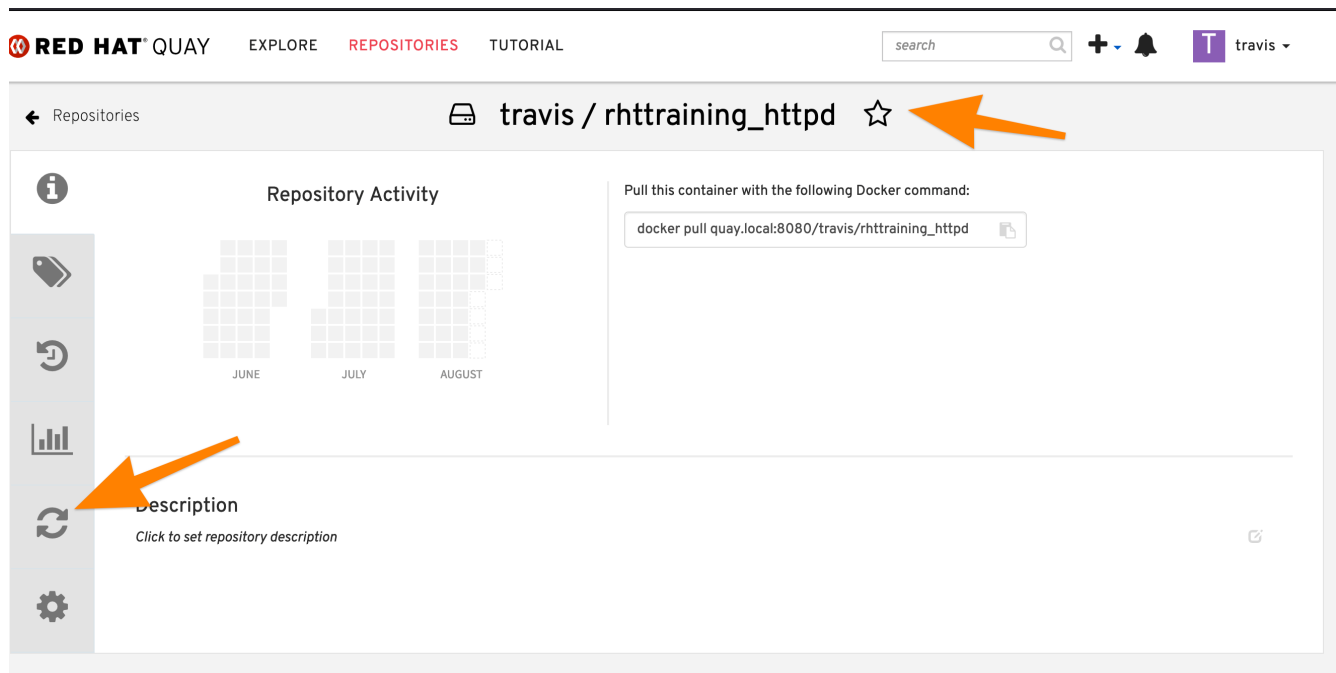 RED HAT® QUAY EXPLORE REPOSITORIES TUTORIAL search T travis
Repositories travis / rhttraining_httpd
Repository Activity
JUNE JULY AUGUST
Pull this container with the following Docker command:
docker pull quay.local:8080/travis/rhttraining_httpd
Description
Click to set repository description